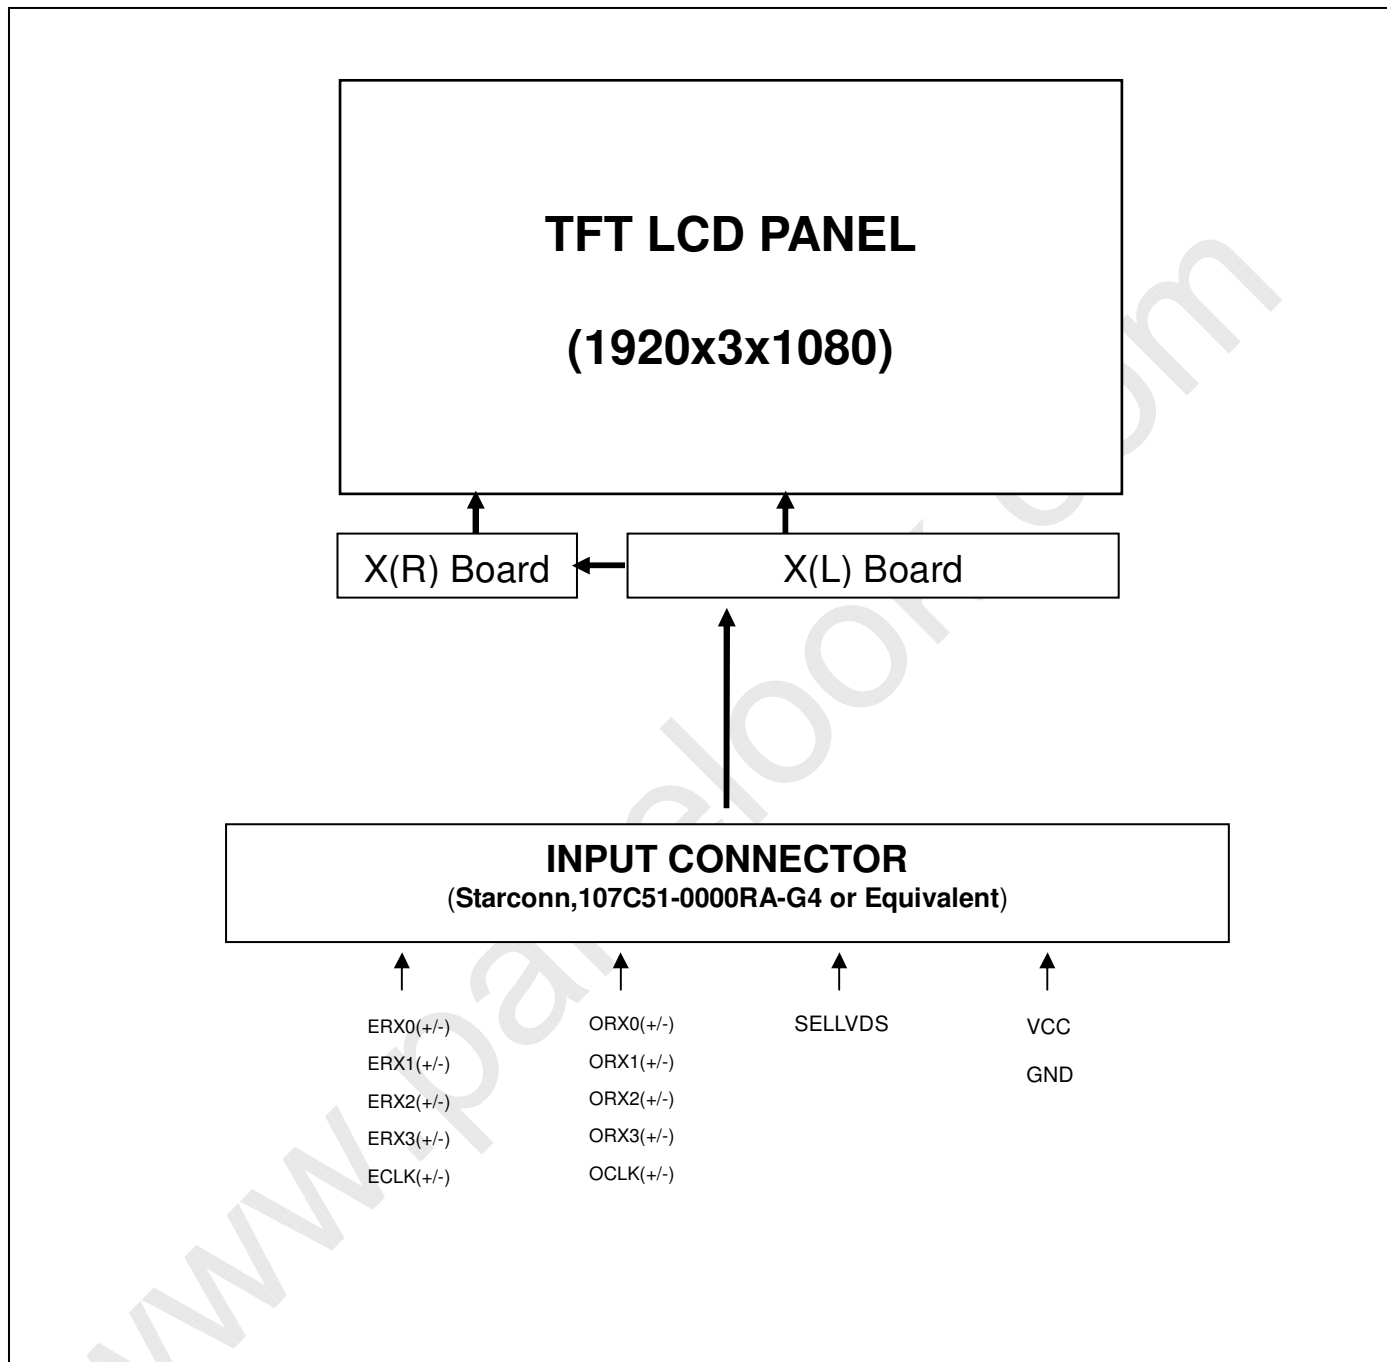 TFT LCD PANEL
(1920x3x1080)
X(R) Board
X(L) Board
INPUT CONNECTOR
(Starconn,107C51-0000RA-G4 or Equivalent)
ERX0(+/-)
ERX1(+/-)
ERX2(+/-)
ERX3(+/-)
ECLK(+/-)
ORX0(+/-)
ORX1(+/-)
ORX2(+/-)
ORX3(+/-)
OCLK(+/-)
SELLVDS
VCC
GND